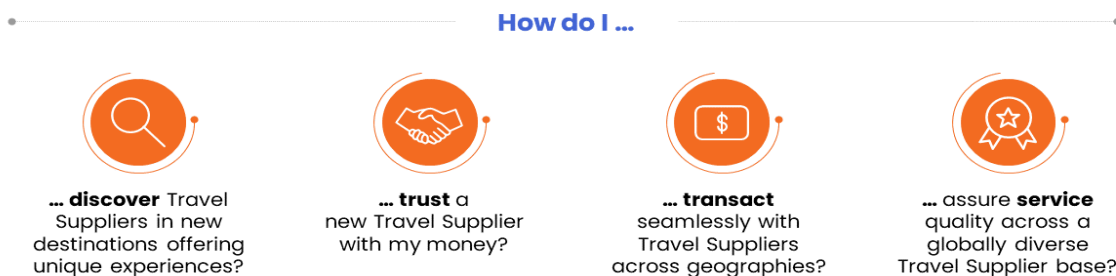 How do I ...
... discover Travel
Suppliers in new
destinations offering
unique experiences?
... trust a
new Travel Supplier
with my money?
$
... transact
seamlessly with
Travel Suppliers
across geographies?
... assure service
quality across a
globally diverse
Travel Supplier base?